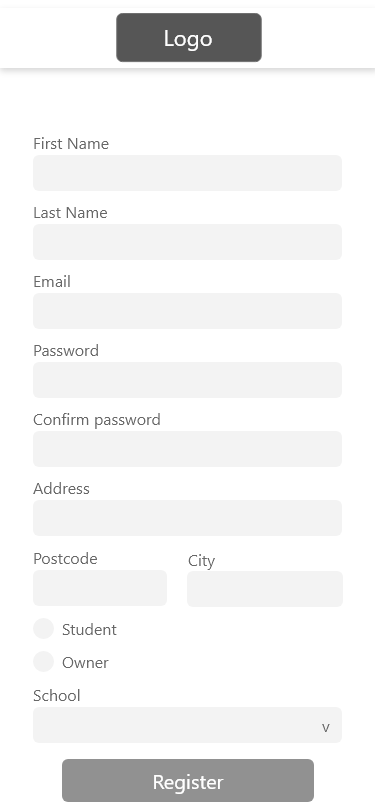 Logo
First Name
Last Name
Email
Password
Confirm password
Address
Postcode City
Student
Owner
School
v
Register